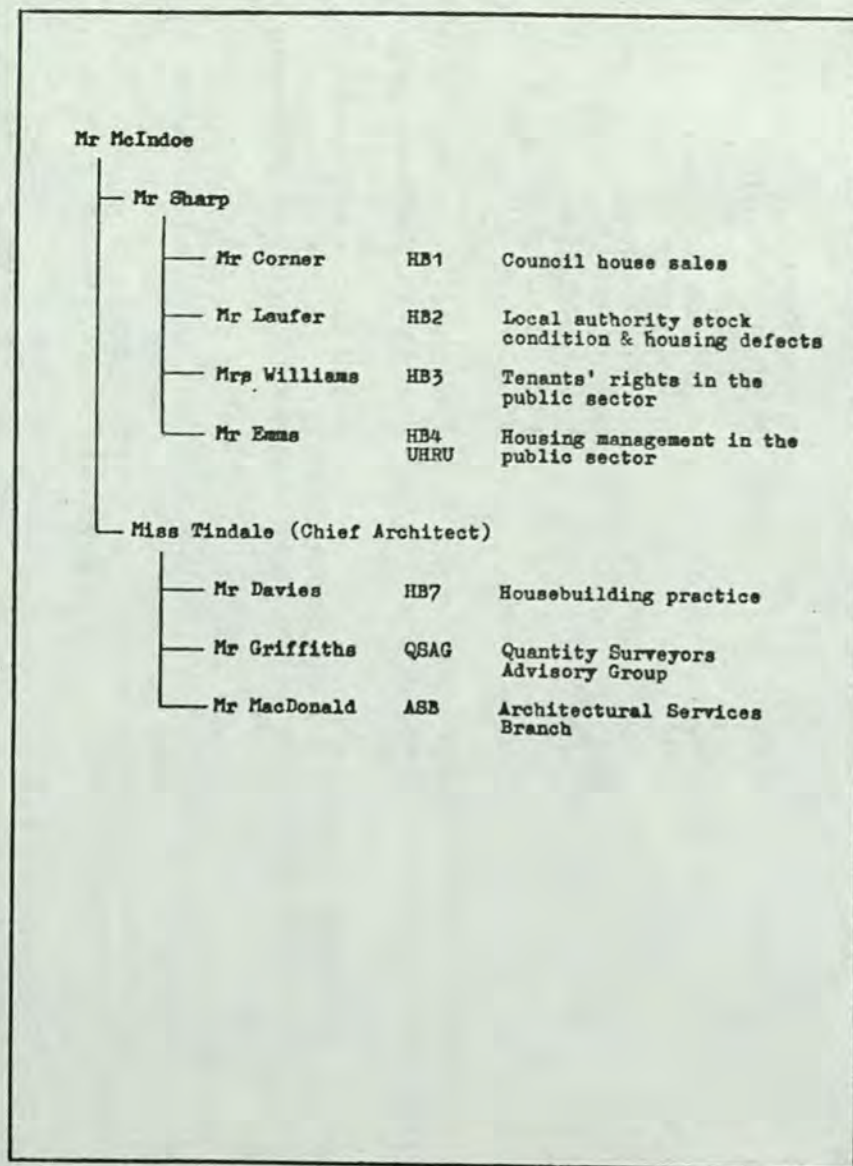 Mr McIndoe
Mr Sharp
Mr Corner HB1 Council house sales
Mr Laufer HB2 Local authority stock
condition & housing defects
Mrs Williams HB3 Tenants' rights in the
public sector
Mr Emms HB4 Housing management in the
UHRU public sector
Miss Tindale (Chief Architect)
Mr Davies HB7 Housebuilding practice
Mr Griffiths QSAG Quantity Surveyors
Advisory Group
Mr MacDonald ASB Architectural Services
Branch